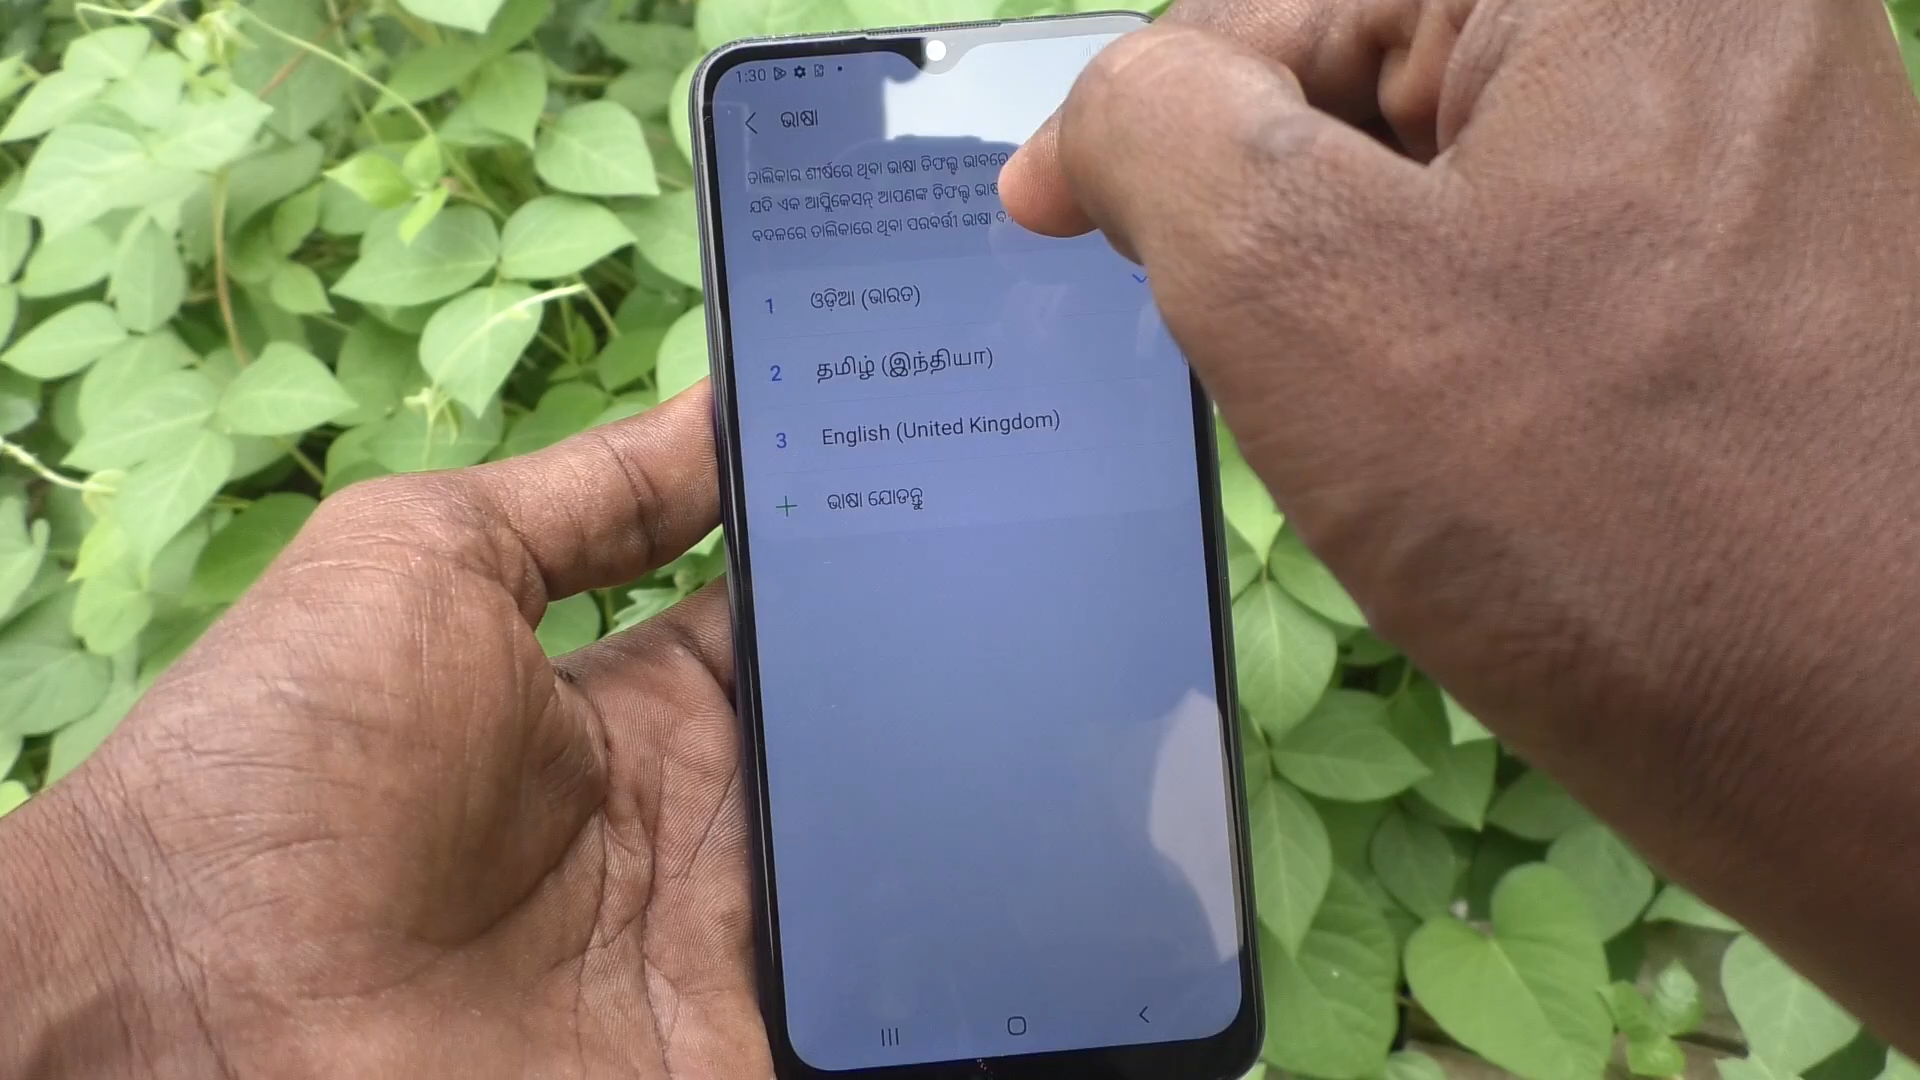 1:30
ଭାଷା
ତାଲିକାର ଶୀର୍ଷରେ ଥିବା ଭାଷା ଡିଫଲ୍ଟ ଭାବରେ
ଯଦି ଏକ ଆପ୍ଲିକେସନ୍ ଆପଣଙ୍କ ଡିଫଲ୍ଟ
ବଦଳରେ ତାଲିକାରେ ଥିବା ପରବର୍ତ୍ତୀ ଭାଷା
1 ଓଡ଼ିଆ (ଭାରତ)
2 தமிழ் (இந்தியா)
3 English (United Kingdom)
+ ଭାଷା ଯୋଡନ୍ତୁ